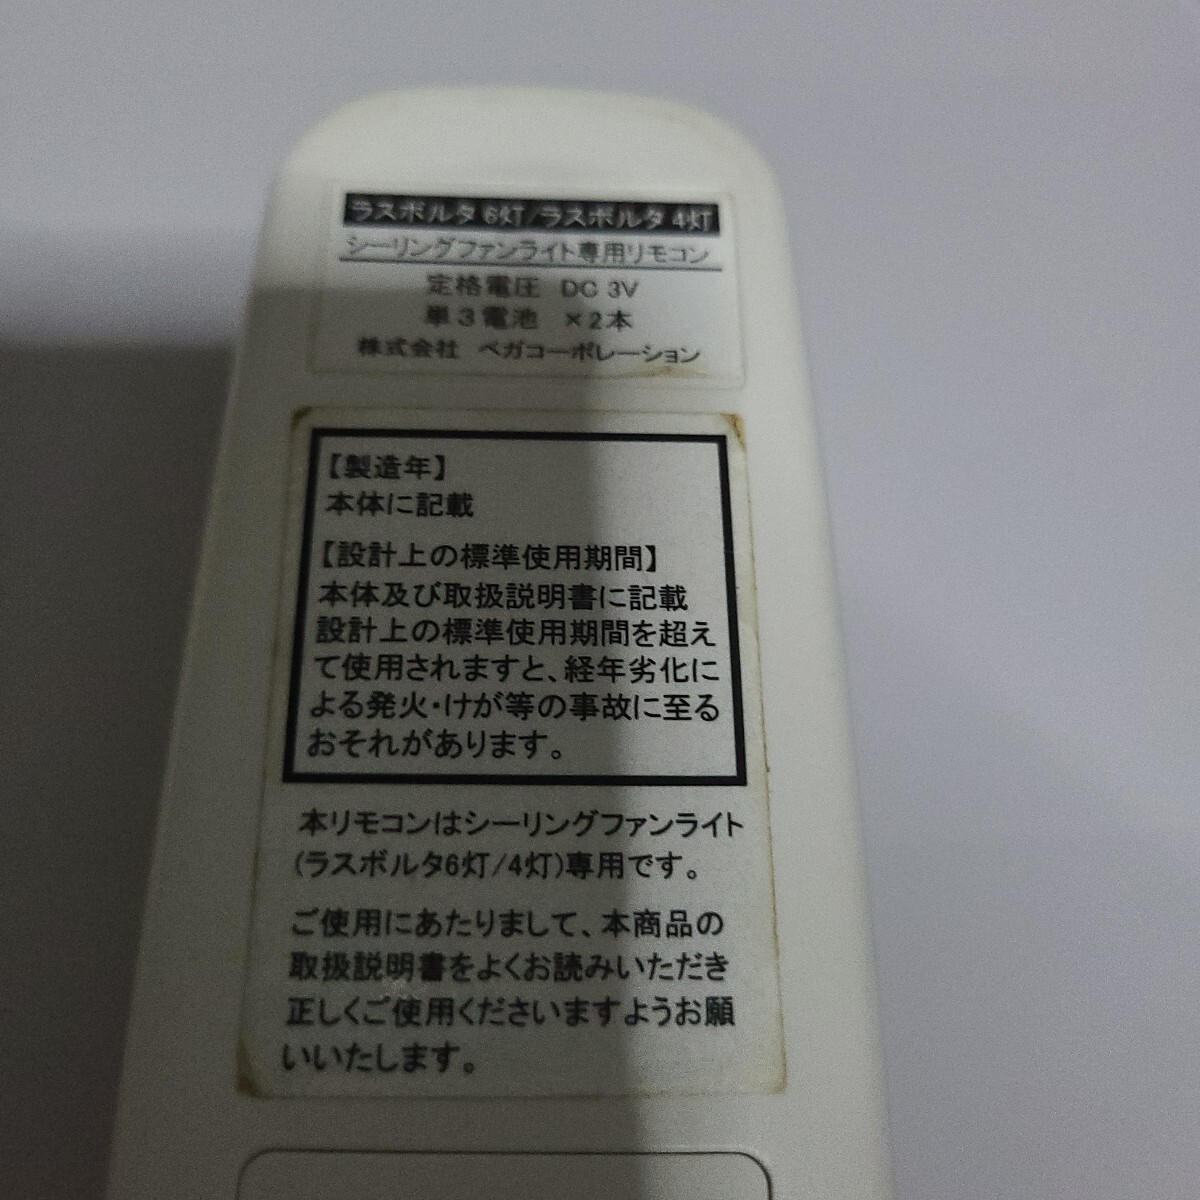 ラスボルタ 6灯/ラスボルタ 4灯
シーリングファンライト専用リモコン
定格電圧 DC 3V
単3電池 ×2本
株式会社 ベガコーポレーション
【製造年】
本体に記載
【設計上の標準使用期間】
本体及び取扱説明書に記載
設計上の標準使用期間を超え
て使用されますと、経年劣化に
よる発火・けが等の事故に至る
おそれがあります。
本リモコンはシーリングファンライト
(ラスボルタ6灯/4灯)専用です。
ご使用にあたりまして、本商品の
取扱説明書をよくお読みいただき
正しくご使用くださいますようお願
いいたします。